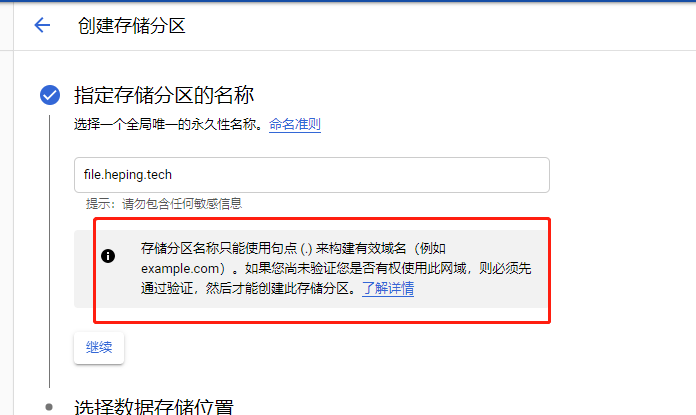 创建存储分区
指定存储分区的名称
选择一个全局唯一的永久性名称。命名准则
file.heping.tech
提示：请勿包含任何敏感信息
存储分区名称只能使用句点 (.) 来构建有效域名（例如
example.com）。如果您尚未验证您是否有权使用此网域，则必须先
通过验证，然后才能创建此存储分区。了解详情
继续
选择数据存储位置